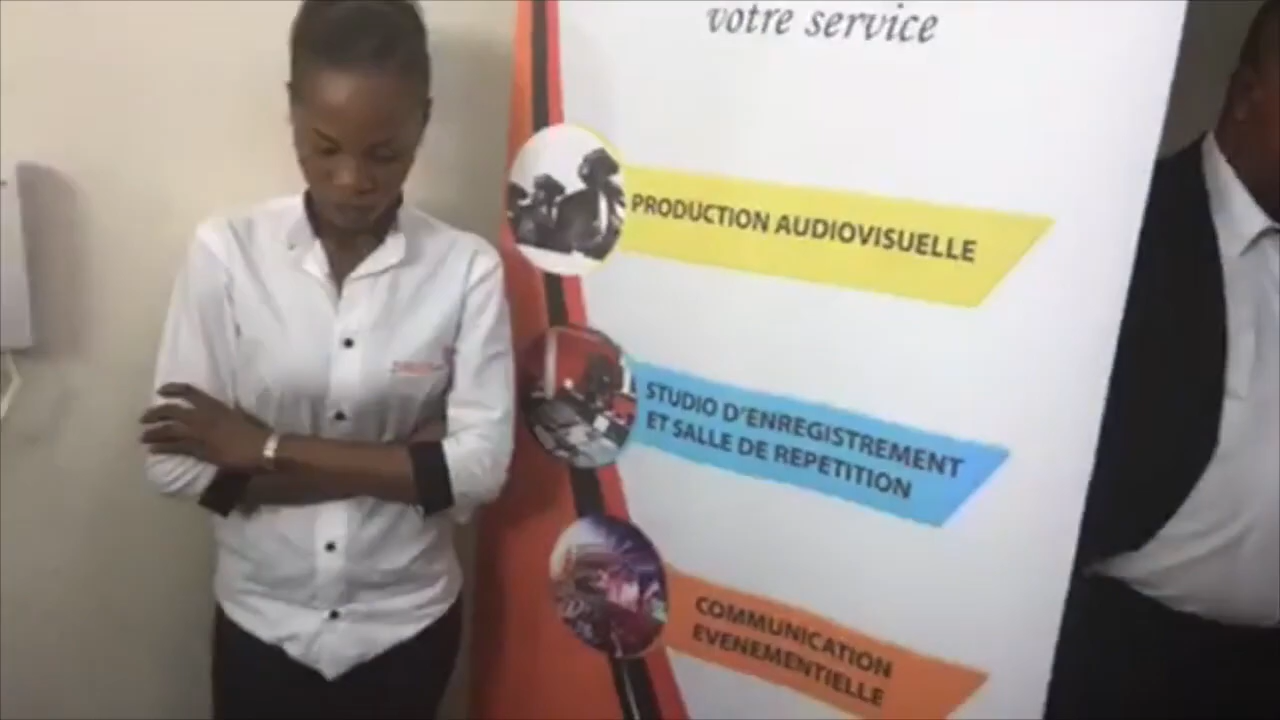 votre service
PRODUCTION AUDIOVISUELLE
STUDIO D'ENREGISTREMENT
ET SALLE DE REPETITION
COMMUNICATION
EVENEMENTIELLE